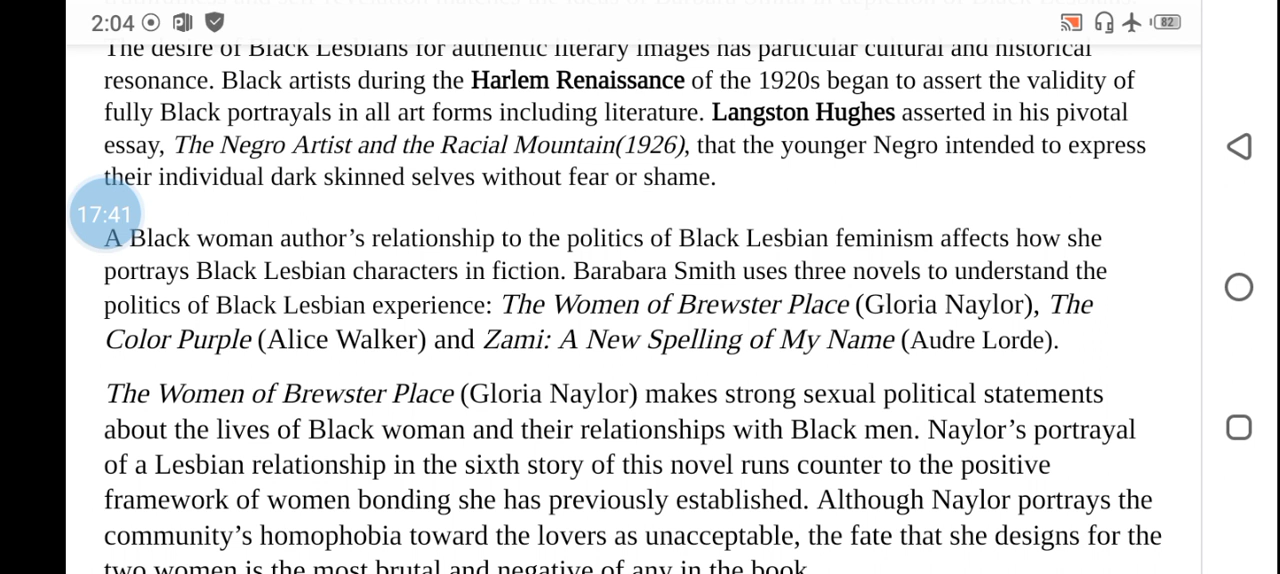 2:04
82
The desire of Black Lesbians for authentic literary images has particular cultural and historical
resonance. Black artists during the Harlem Renaissance of the 1920s began to assert the validity of
fully Black portrayals in all art forms including literature. Langston Hughes asserted in his pivotal
essay, The Negro Artist and the Racial Mountain(1926), that the younger Negro intended to express
their individual dark skinned selves without fear or shame.
17:41
A Black woman author’s relationship to the politics of Black Lesbian feminism affects how she
portrays Black Lesbian characters in fiction. Barabara Smith uses three novels to understand the
politics of Black Lesbian experience: The Women of Brewster Place (Gloria Naylor), The
Color Purple (Alice Walker) and Zami: A New Spelling of My Name (Audre Lorde).
The Women of Brewster Place (Gloria Naylor) makes strong sexual political statements
about the lives of Black woman and their relationships with Black men. Naylor’s portrayal
of a Lesbian relationship in the sixth story of this novel runs counter to the positive
framework of women bonding she has previously established. Although Naylor portrays the
community’s homophobia toward the lovers as unacceptable, the fate that she designs for the
two women is the most brutal and negative of any in the book.